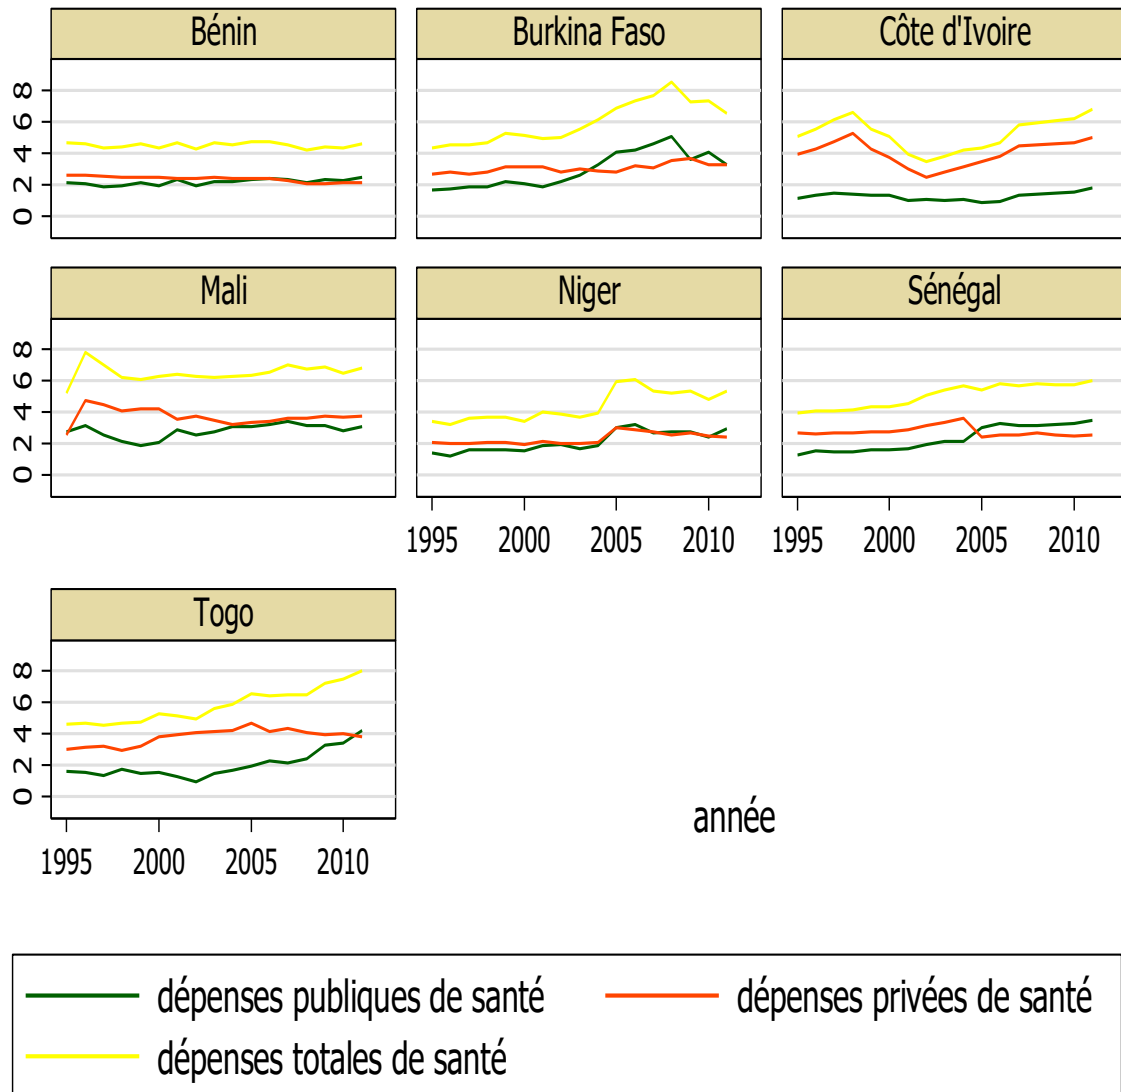 Bénin Burkina Faso Côte d'Ivoire
8
6
4
2
0
Mali Niger Sénégal
8
6
4
2
0
1995 2000 2005 2010 1995 2000 2005 2010
Togo
8
6
4
2
0
1995 2000 2005 2010
année
dépenses publiques de santé dépenses privées de santé
dépenses totales de santé